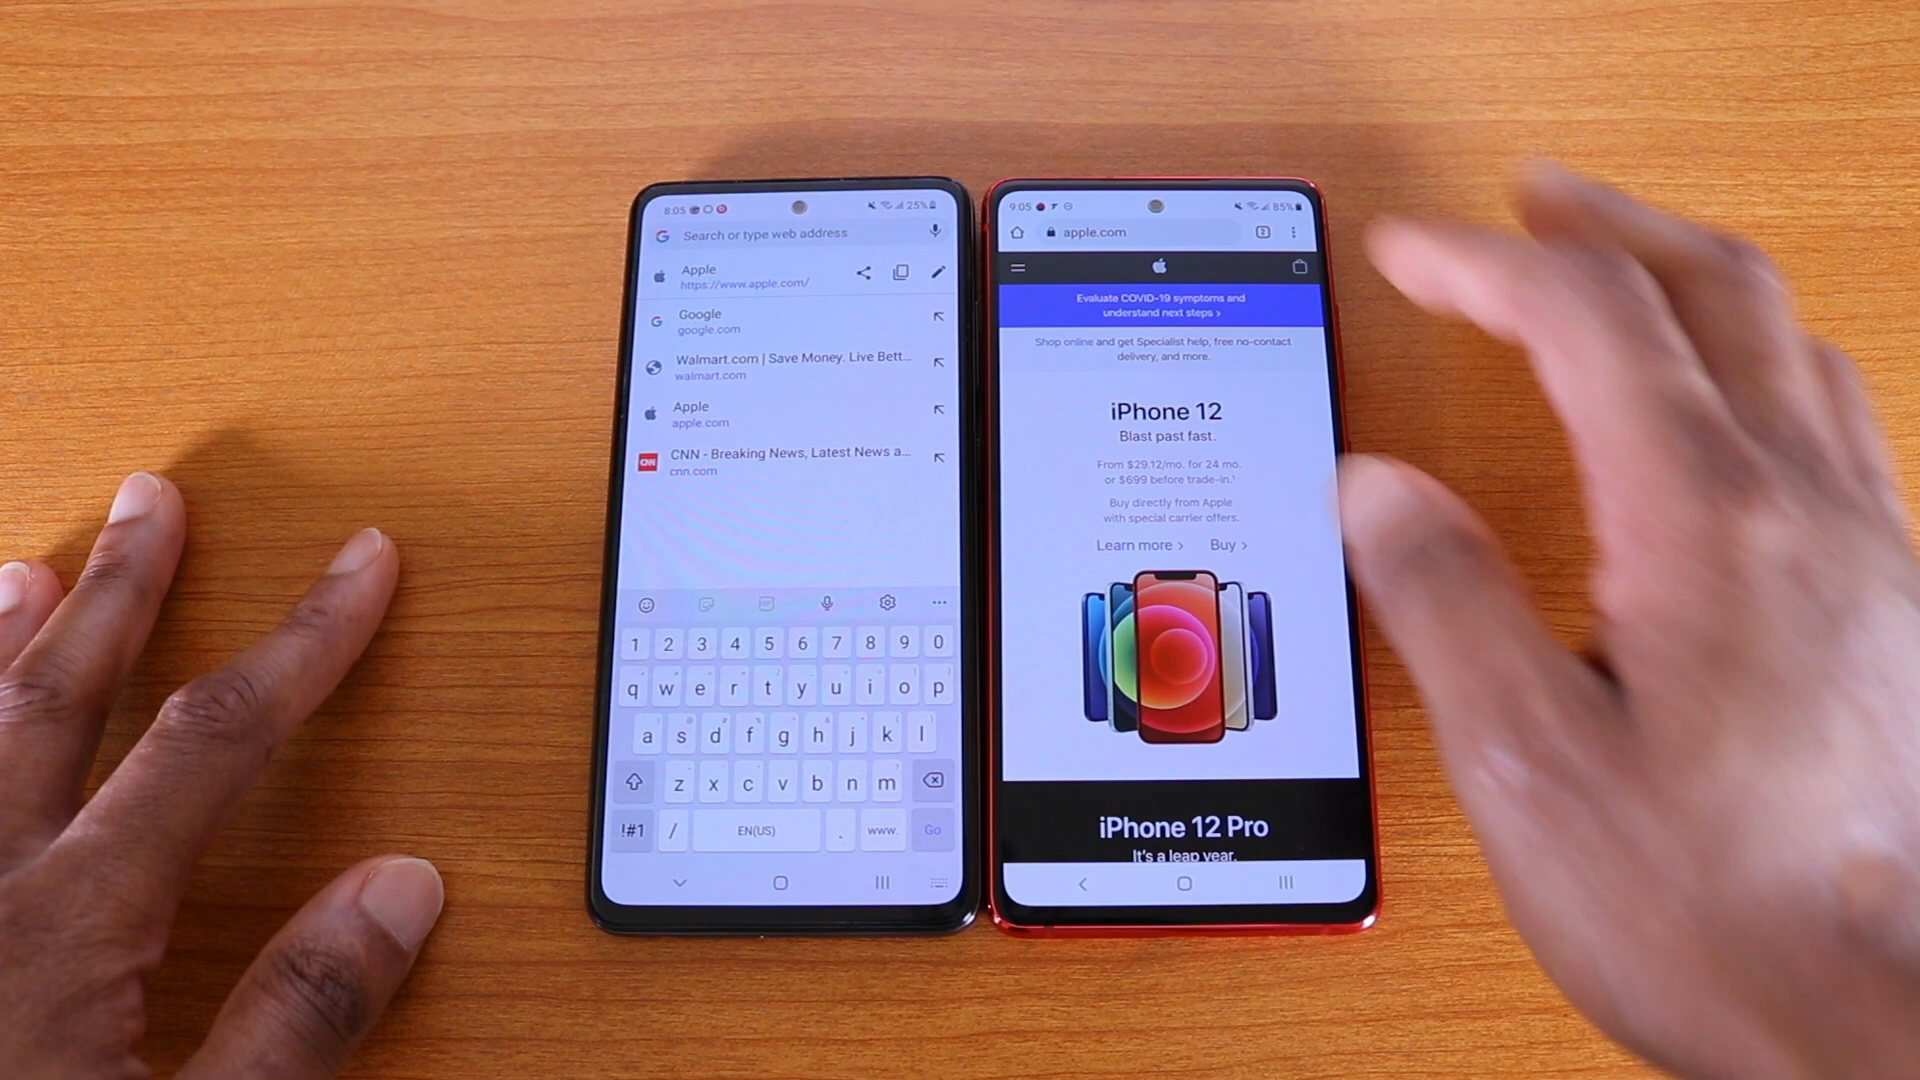 8:05
25%
Search or type web address
Apple
https://www.apple.com/
Google
google.com
Walmart.com | Save Money. Live Bett...
walmart.com
Apple
apple.com
CNN
CNN - Breaking News, Latest News a...
cnn.com
1 2 3 4 5 6 7 8 9 0
q w e r t y u i o p
a s d f g h j k l
z x c v b n m
!#1 / EN(US) . www. Go
9:05
85%
apple.com
Evaluate COVID-19 symptoms and
understand next steps >
Shop online and get Specialist help, free no-contact
delivery, and more.
iPhone 12
Blast past fast.
From $29.12/mo. for 24 mo.
or $699 before trade-in.¹
Buy directly from Apple
with special carrier offers.
Learn more > Buy >
iPhone 12 Pro
It's a leap year.